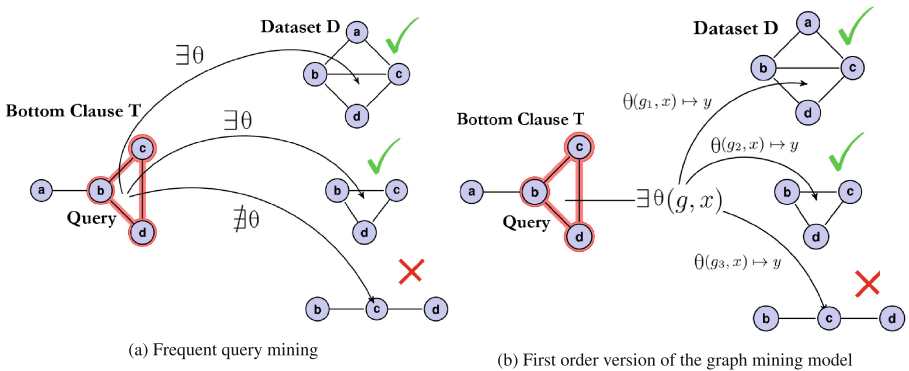 Dataset D
a
b
c
d
∃θ
Bottom Clause T
∃θ
a
b
c
d
Query
∄θ
b
c
d
b
c
d
(a) Frequent query mining
Dataset D
a
b
c
d
θ(g₁, x) ↦ y
Bottom Clause T
θ(g₂, x) ↦ y
a
b
c
d
Query
∃θ(g, x)
b
c
d
θ(g₃, x) ↦ y
b
c
d
(b) First order version of the graph mining model